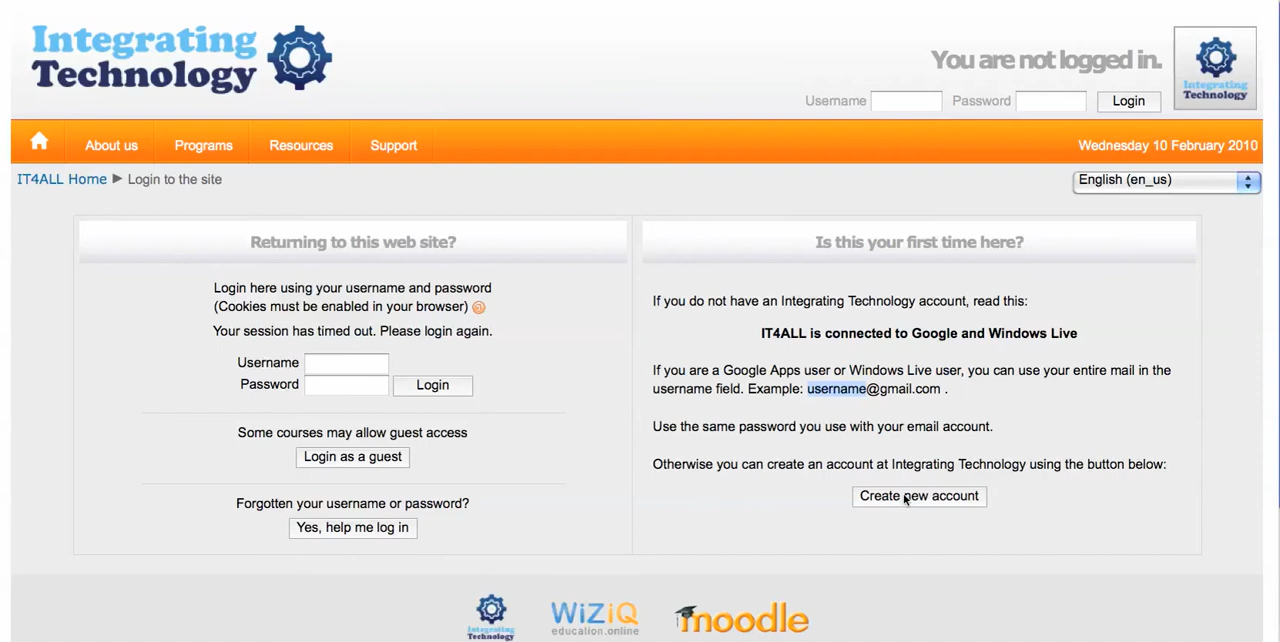 Integrating
Technology
You are not logged in.
Integrating
Technology
Username
Password
Login
About us
Programs
Resources
Support
Wednesday 10 February 2010
IT4ALL Home ► Login to the site
English (en_us)
Returning to this web site?
Login here using your username and password
(Cookies must be enabled in your browser)
Your session has timed out. Please login again.
Username
Password
Login
Some courses may allow guest access
Login as a guest
Forgotten your username or password?
Yes, help me log in
Is this your first time here?
If you do not have an Integrating Technology account, read this:
IT4ALL is connected to Google and Windows Live
If you are a Google Apps user or Windows Live user, you can use your entire mail in the
username field. Example: username@gmail.com .
Use the same password you use with your email account.
Otherwise you can create an account at Integrating Technology using the button below:
Create new account
Integrating
Technology
WiZiQ
education.online
moodle